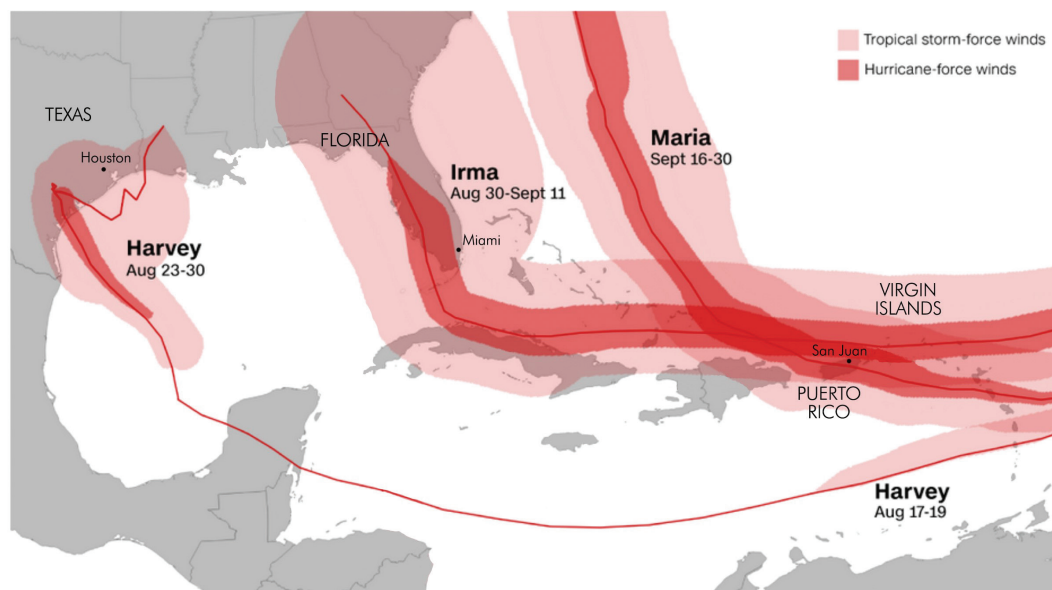 Tropical storm-force winds
Hurricane-force winds
TEXAS
Houston
FLORIDA
Maria
Sept 16-30
Irma
Aug 30-Sept 11
Miami
Harvey
Aug 23-30
VIRGIN
ISLANDS
San Juan
PUERTO
RICO
Harvey
Aug 17-19